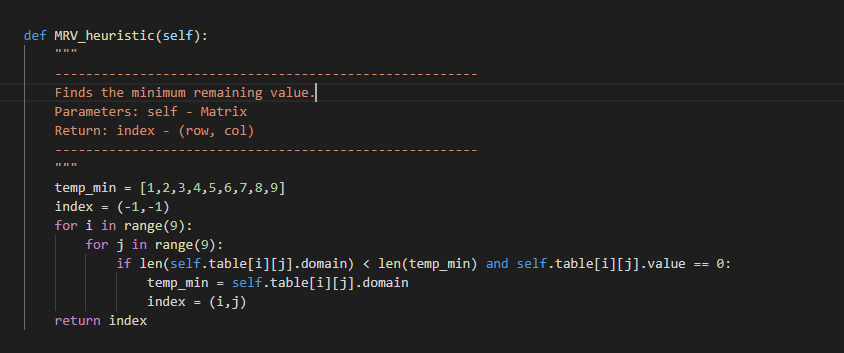 def MRV_heuristic(self):
    """
    -------------------------------------------------------
    Finds the minimum remaining value.
    Parameters: self - Matrix
    Return: index - (row, col)
    -------------------------------------------------------
    """
    temp_min = [1,2,3,4,5,6,7,8,9]
    index = (-1,-1)
    for i in range(9):
        for j in range(9):
            if len(self.table[i][j].domain) < len(temp_min) and self.table[i][j].value == 0:
                temp_min = self.table[i][j].domain
                index = (i,j)
    return index